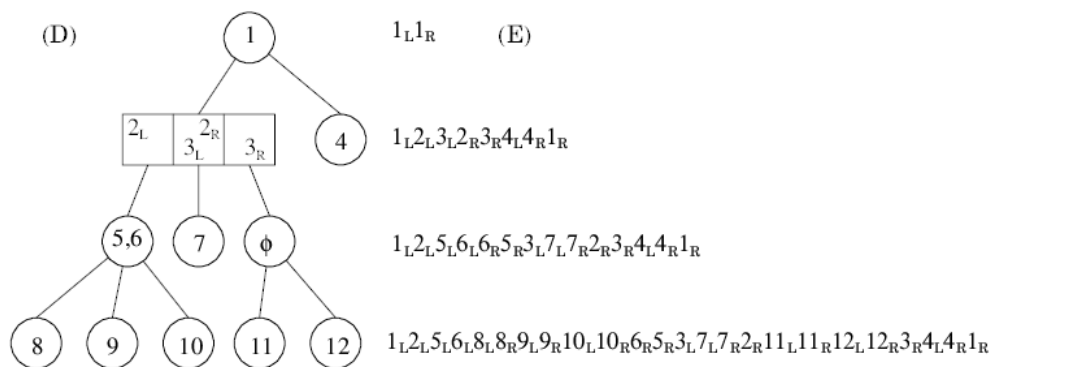 (D) 1 1L1R (E)
2L 2R
3L 3R 4 1L2L3L2R3R4L4R1R
5,6 7 ϕ 1L2L5L6L6R5R3L7L7R2R3R4L4R1R
8 9 10 11 12 1L2L5L6L8L8R9L9R10L10R6R5R3L7L7R2R11L11R12L12R3R4L4R1R